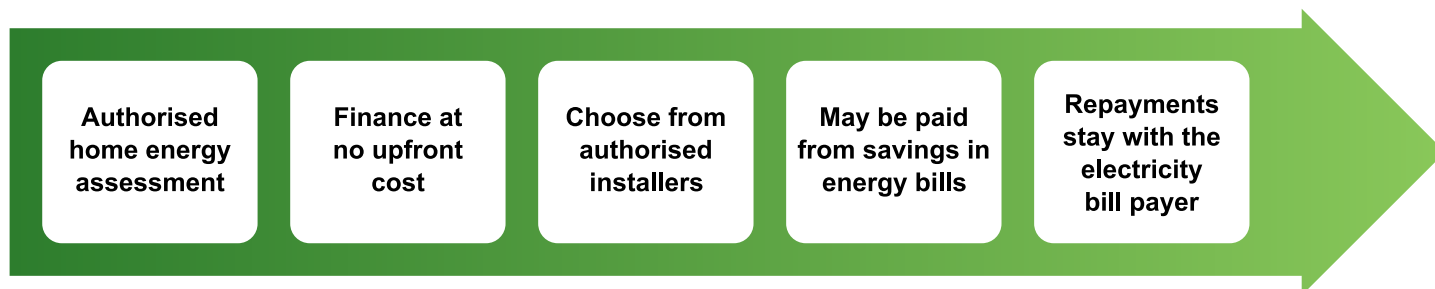 Authorised
home energy
assessment
Finance at
no upfront
cost
Choose from
authorised
installers
May be paid
from savings in
energy bills
Repayments
stay with the
electricity
bill payer